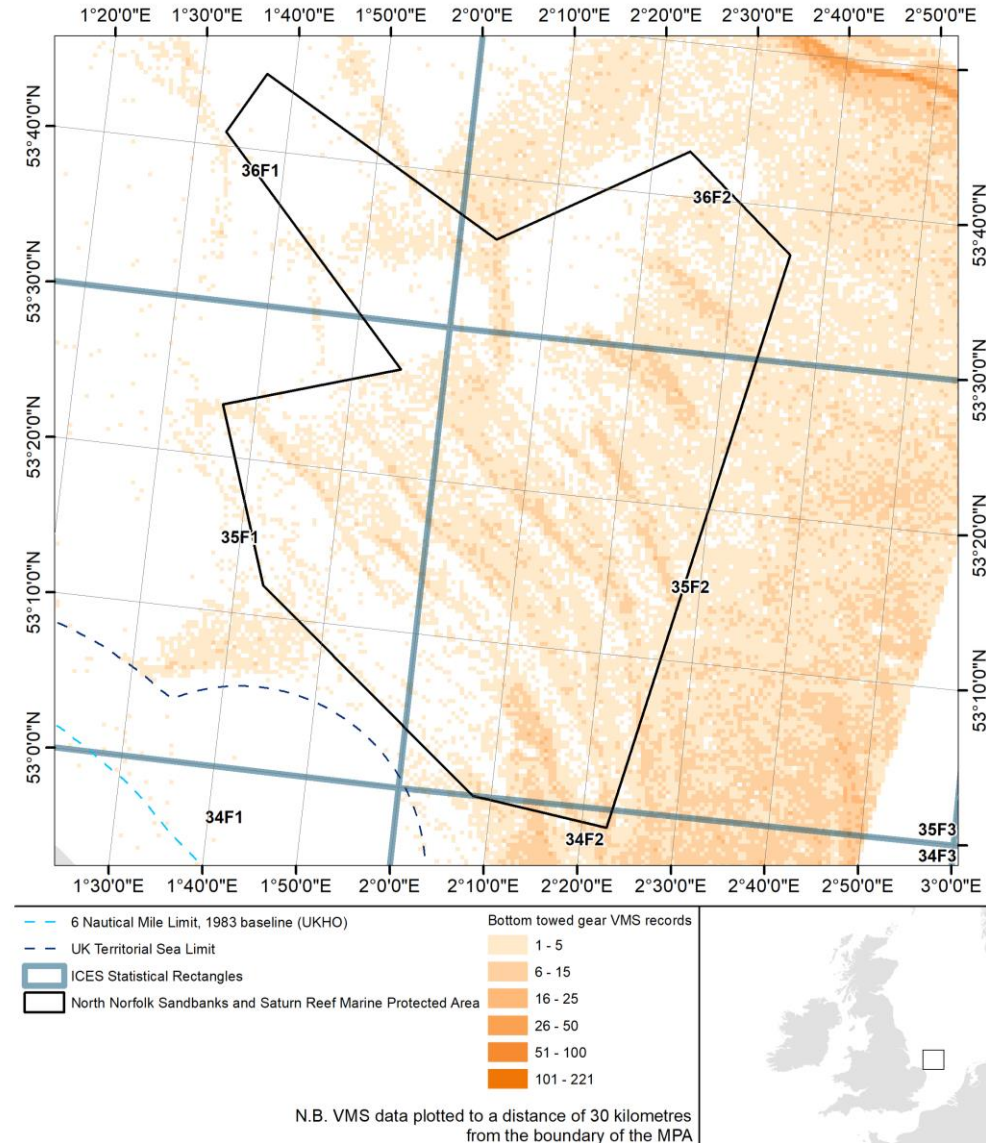 1°20'0"E 1°30'0"E 1°40'0"E 1°50'0"E 2°0'0"E 2°10'0"E 2°20'0"E 2°30'0"E 2°40'0"E 2°50'0"E
53°40'0"N
53°30'0"N
53°20'0"N
53°10'0"N
53°0'0"N
36F1
36F2
35F1
35F2
34F1
34F2
35F3
34F3
53°40'0"N
53°30'0"N
53°20'0"N
53°10'0"N
1°30'0"E 1°40'0"E 1°50'0"E 2°0'0"E 2°10'0"E 2°20'0"E 2°30'0"E 2°40'0"E 2°50'0"E 3°0'0"E
6 Nautical Mile Limit, 1983 baseline (UKHO)
UK Territorial Sea Limit
ICES Statistical Rectangles
North Norfolk Sandbanks and Saturn Reef Marine Protected Area
Bottom towed gear VMS records
1 - 5
6 - 15
16 - 25
26 - 50
51 - 100
101 - 221
N.B. VMS data plotted to a distance of 30 kilometres
from the boundary of the MPA